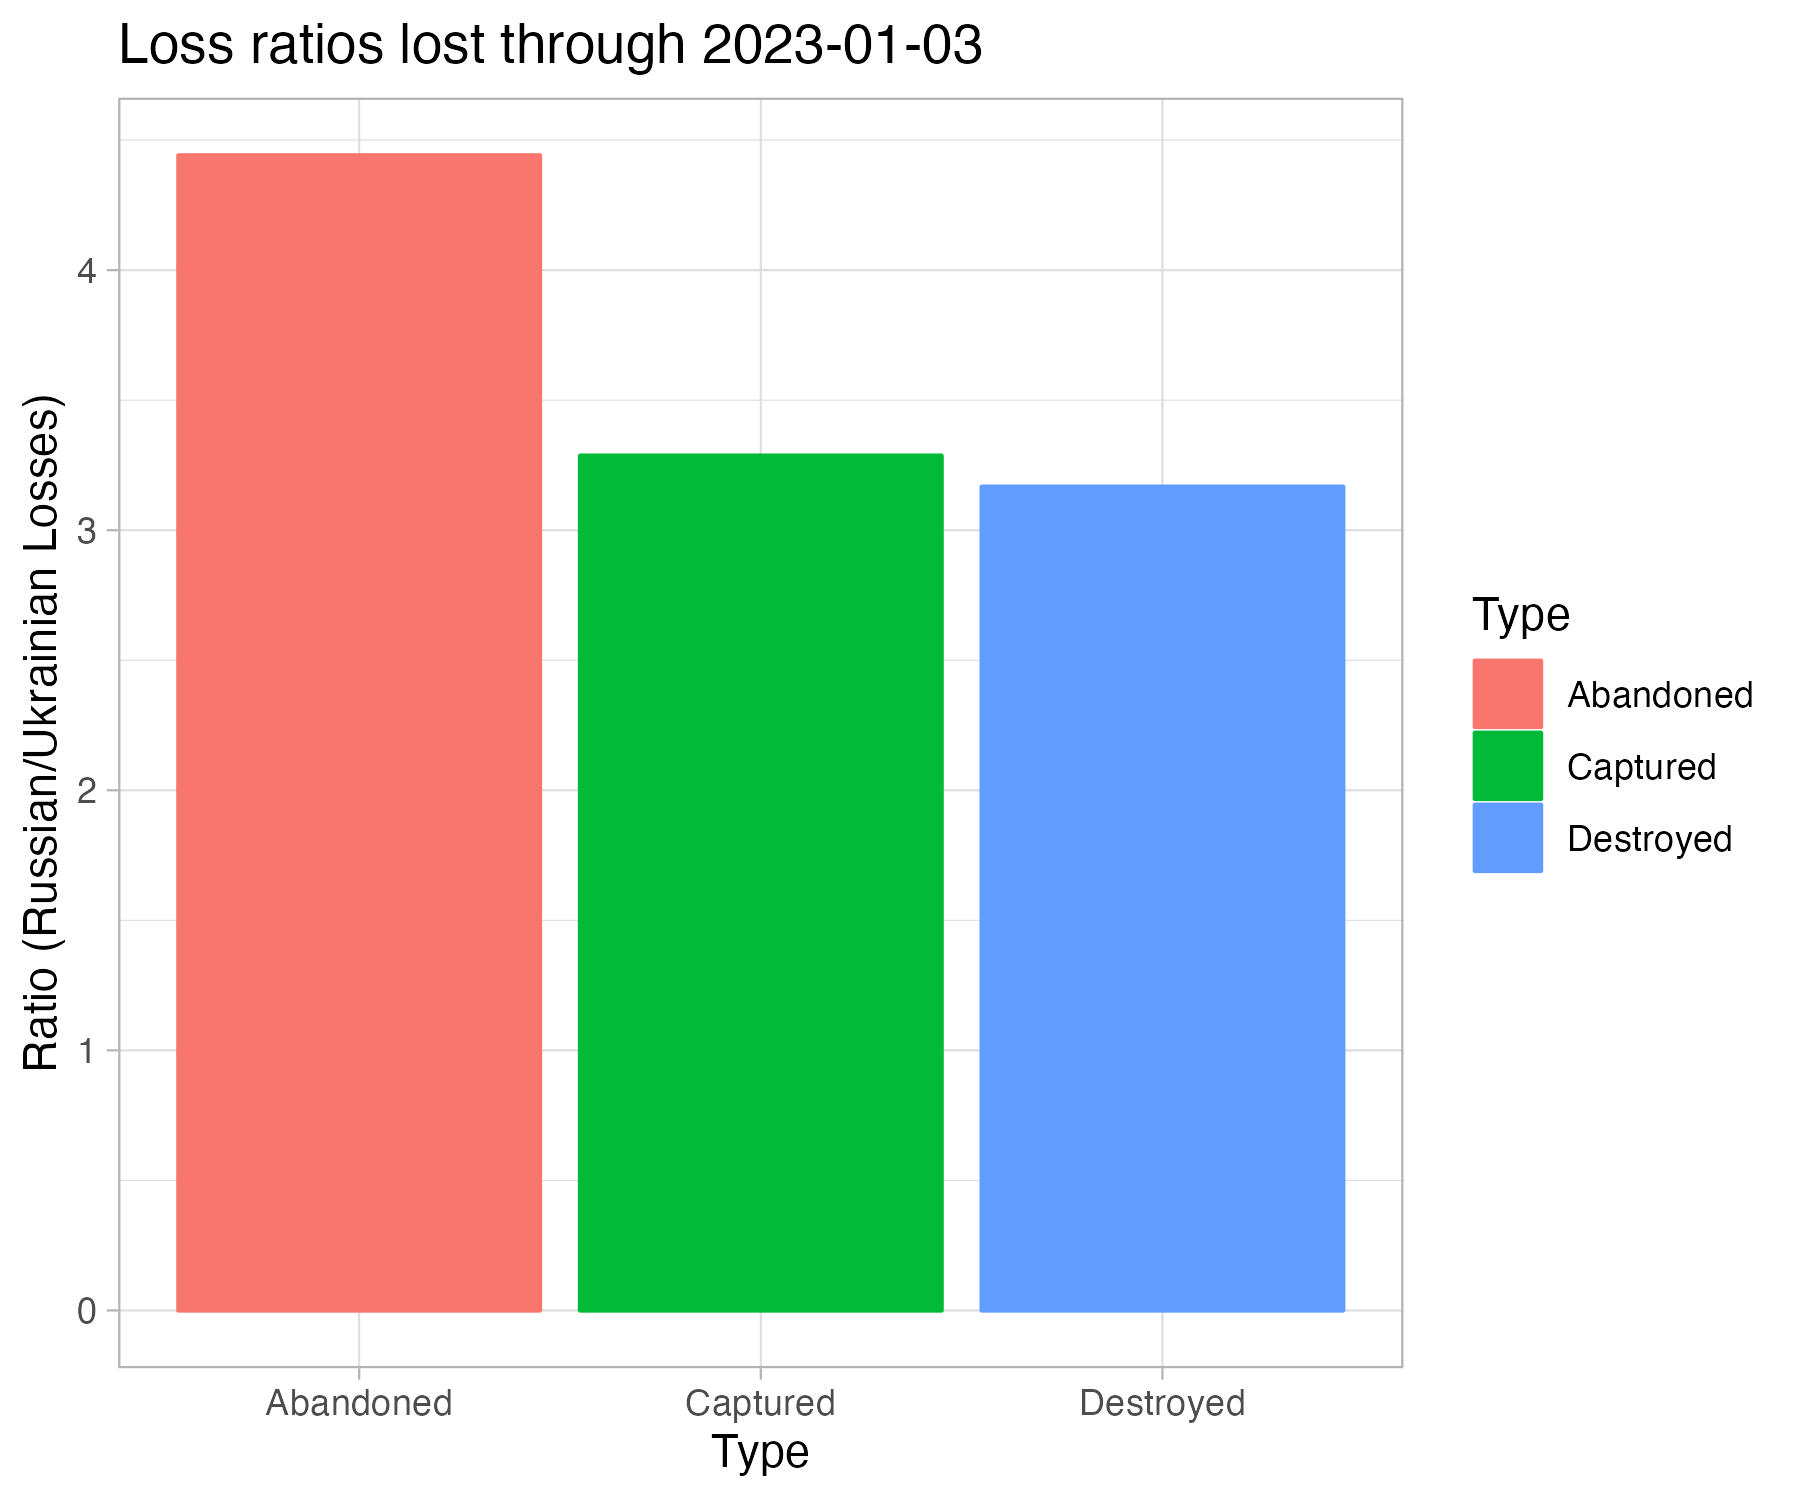 Loss ratios lost through 2023-01-03
Ratio (Russian/Ukrainian Losses)
4
3
2
1
0
Abandoned
Captured
Destroyed
Type
Type
Abandoned
Captured
Destroyed